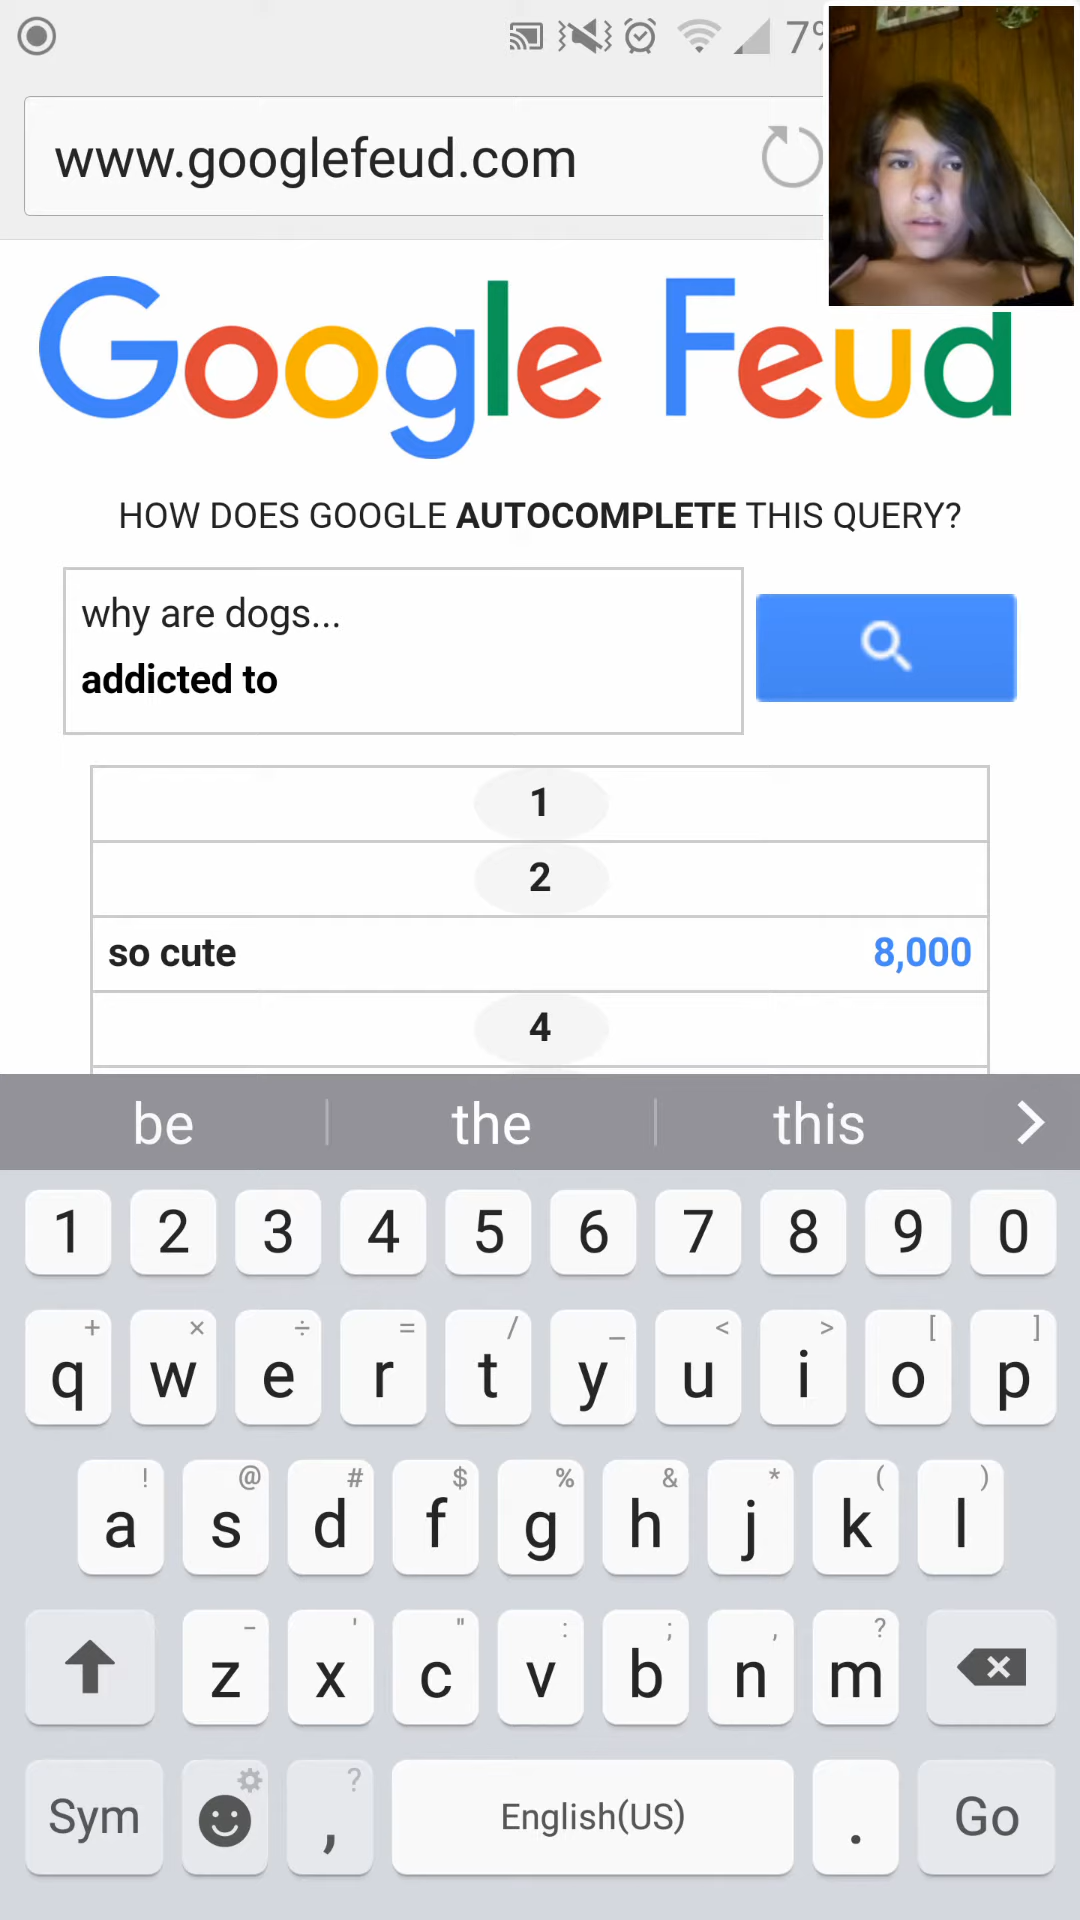 7%
www.googlefeud.com
Google Feud
HOW DOES GOOGLE AUTOCOMPLETE THIS QUERY?
why are dogs...
addicted to
1
2
so cute 8,000
4
be the this
1 2 3 4 5 6 7 8 9 0
+ × ÷ = / _ < > [ ]
q w e r t y u i o p
! @ # $ % & * ( )
a s d f g h j k l
- ' " : ; , ?
z x c v b n m
?
Sym , English(US) . Go